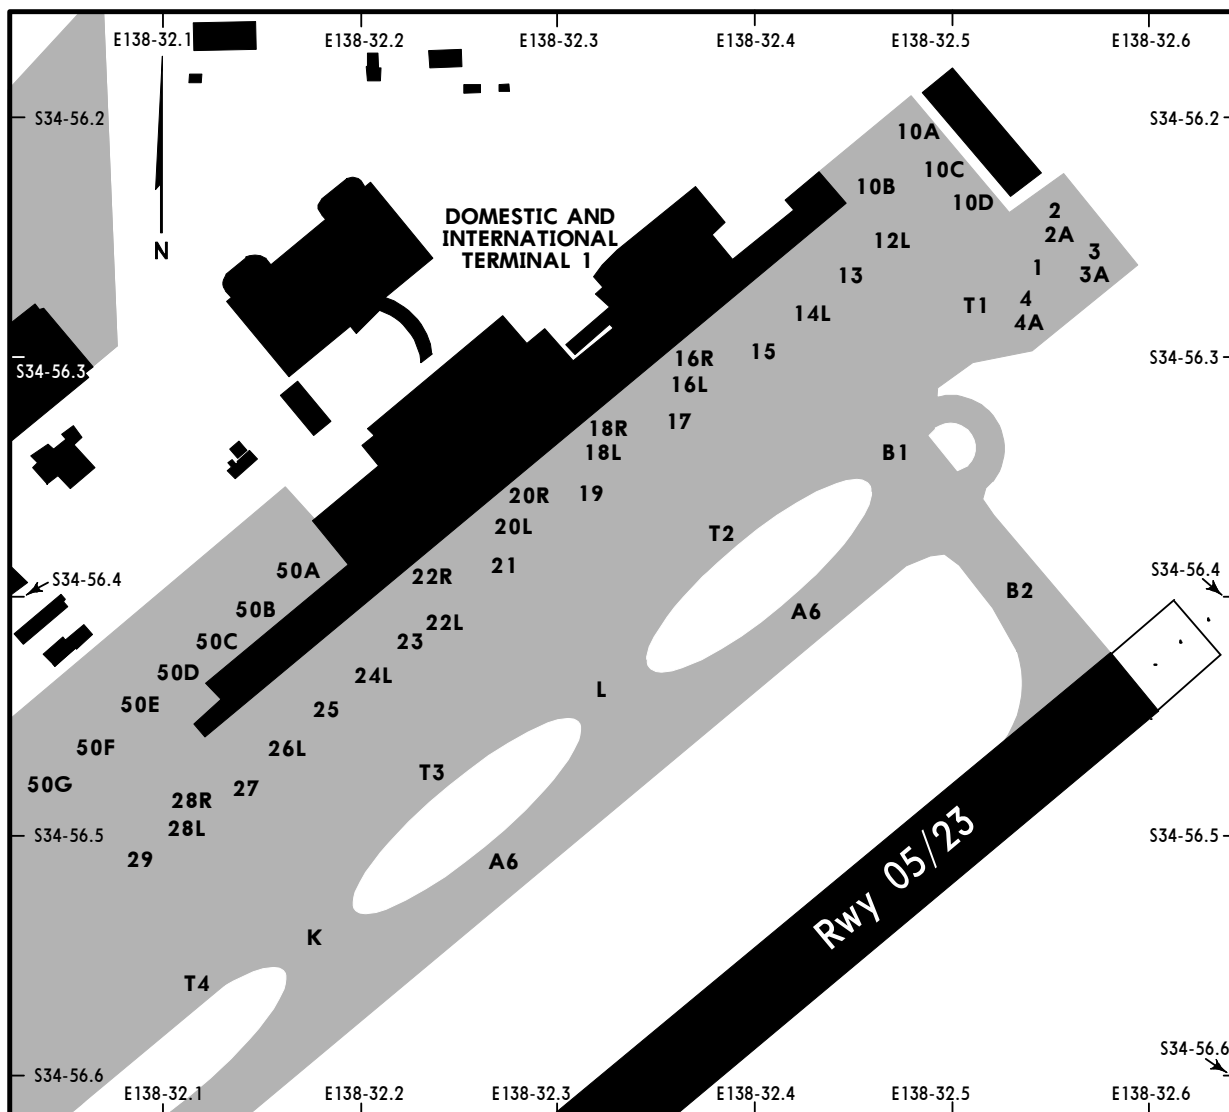 E138-32.1 E138-32.2 E138-32.3 E138-32.4 E138-32.5 E138-32.6
S34-56.2 S34-56.2
10A
10C
10B
10D
2
DOMESTIC AND
INTERNATIONAL
TERMINAL 1
2A
12L
N
3
1
3A
13
4
T1
14L
4A
15
16R
S34-56.3 S34-56.3
16L
17
18R
18L
B1
19
20R
20L
T2
21
50A
22R
S34-56.4 S34-56.4
B2
50B
A6
22L
50C
23
50D
24L
L
50E
25
50F
26L
T3
50G
27
28R
28L
S34-56.5 S34-56.5
29
A6
Rwy 05/23
K
T4
S34-56.6 S34-56.6
E138-32.1 E138-32.2 E138-32.3 E138-32.4 E138-32.5 E138-32.6